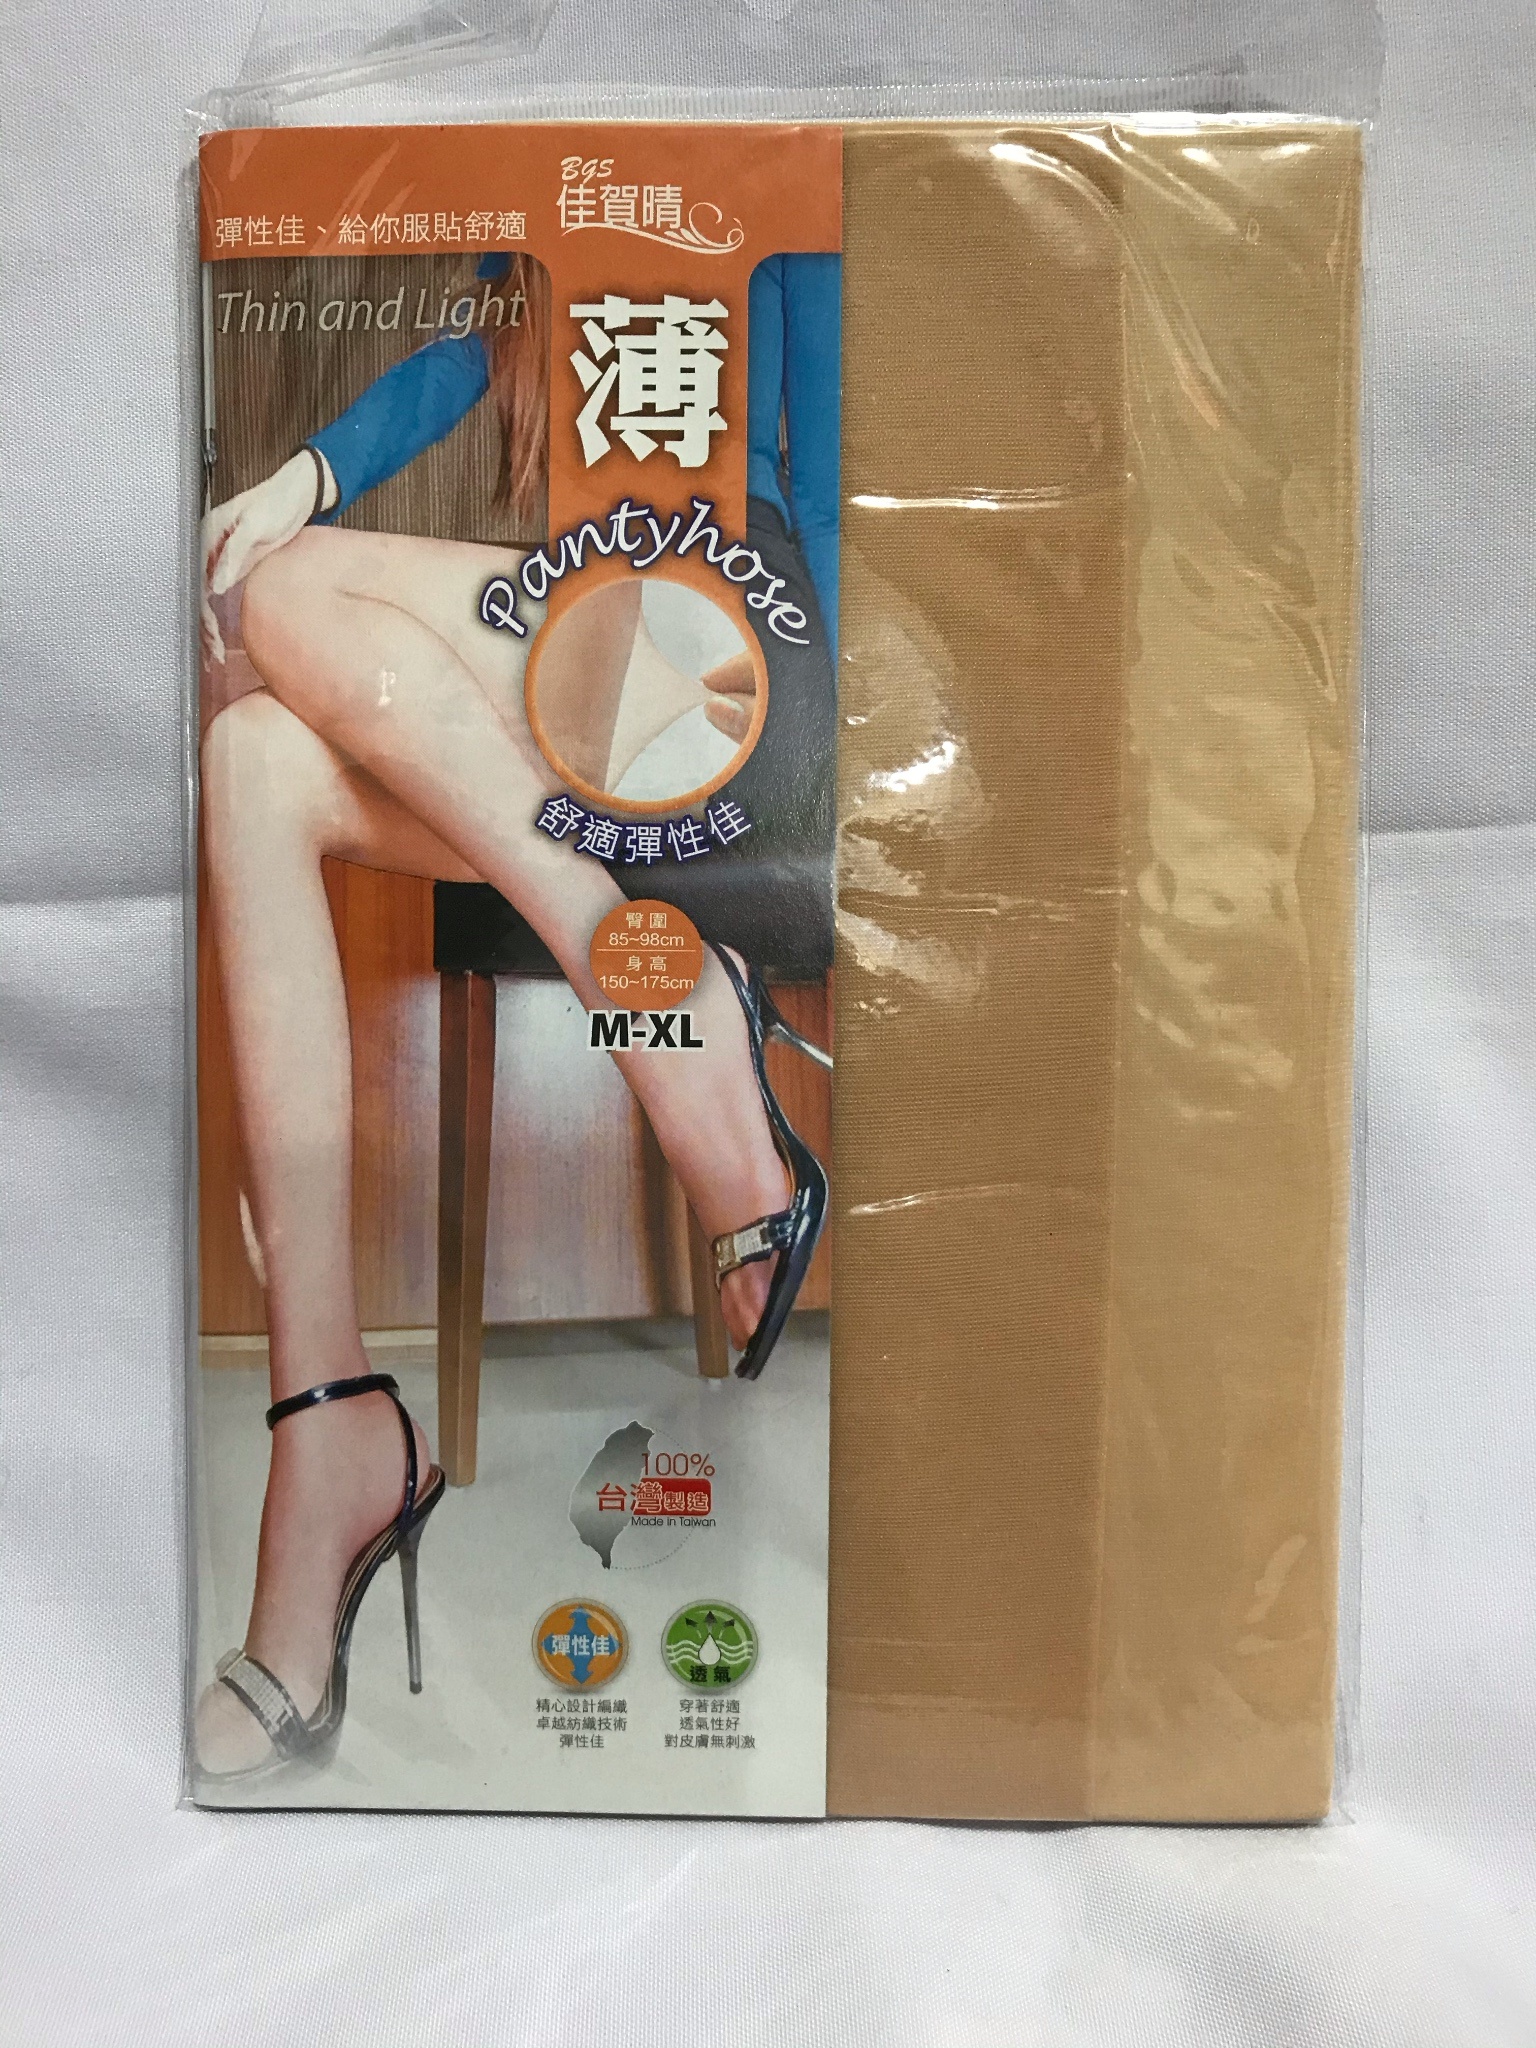 BGS
佳賀晴
彈性佳、給你服貼舒適
Thin and Light
薄
Pantyhose
舒適彈性佳
臀圍
85~98cm
身高
150~175cm
M-XL
100%
台灣製造
Made in Taiwan
彈性佳
精心設計編織
卓越紡織技術
彈性佳
透氣
穿著舒適
透氣性好
對皮膚無刺激